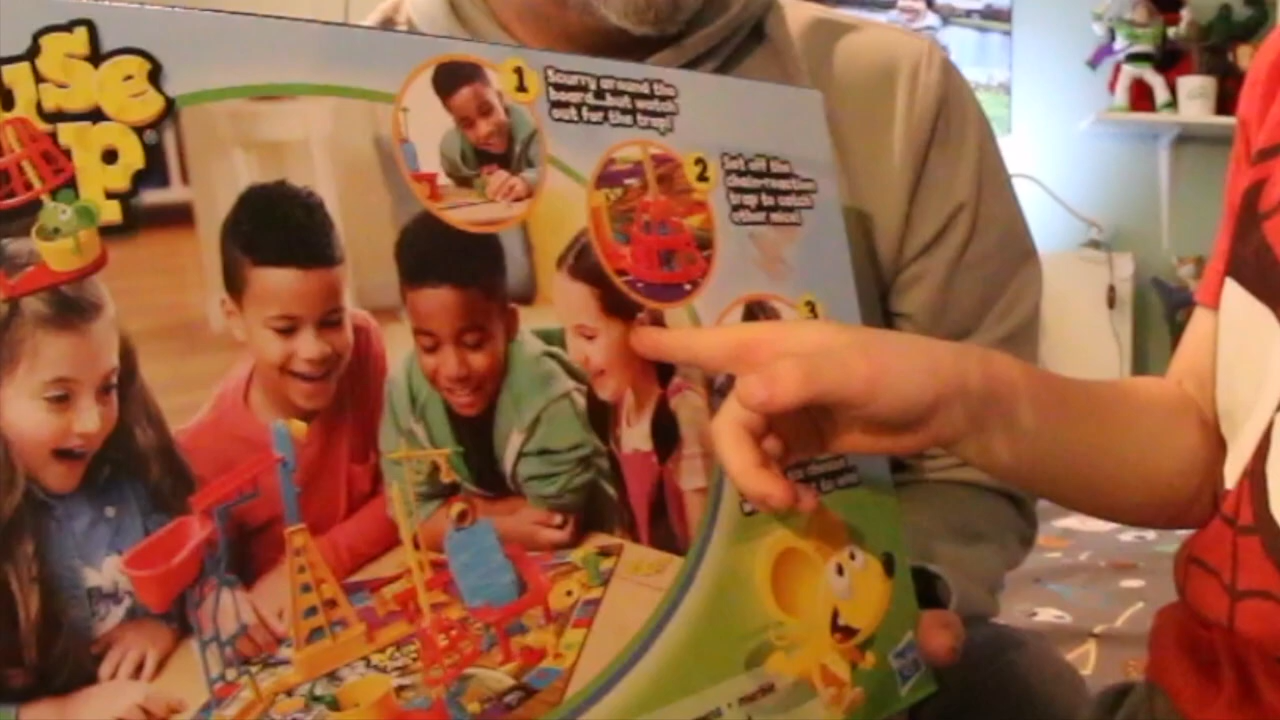 use
ap
1
Scurry around the
board...but watch
out for the trap!
2
Set off the
chain-reaction
trap to catch
other mice!
3